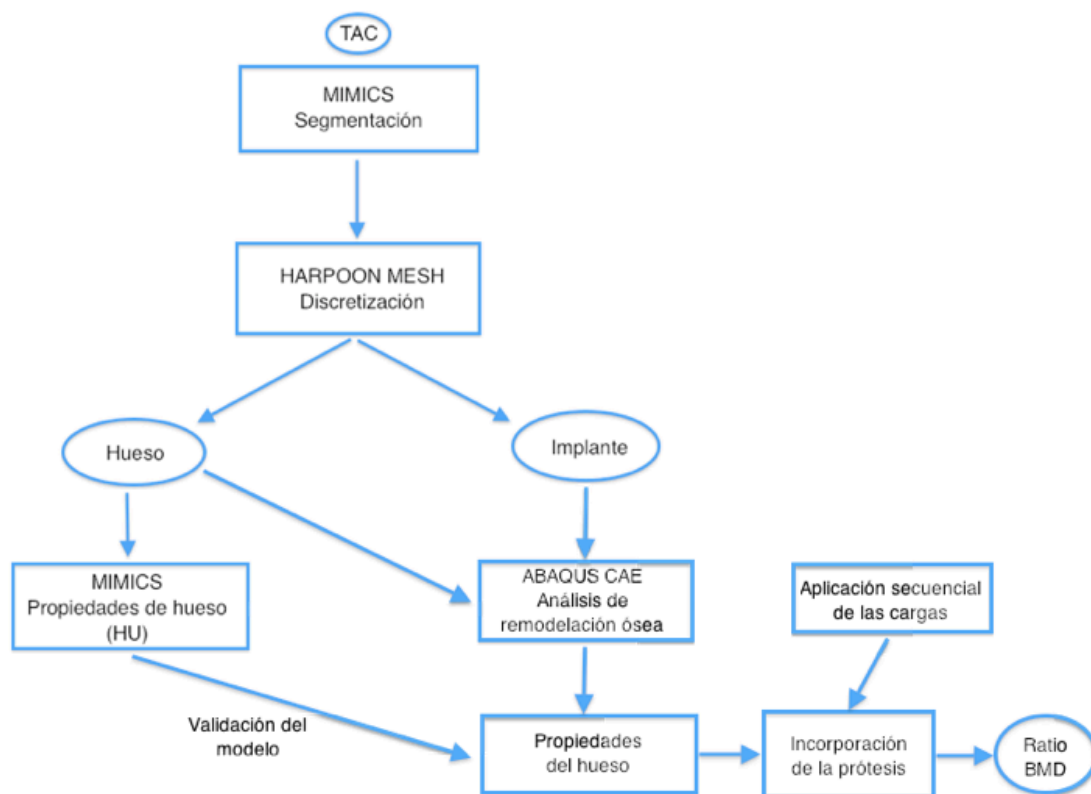 TAC
MIMICS
Segmentación
HARPOON MESH
Discretización
Hueso
Implante
MIMICS
Propiedades de hueso
(HU)
ABAQUS CAE
Análisis de
remodelación ósea
Aplicación secuencial
de las cargas
Validación del
modelo
Propiedades
del hueso
Incorporación
de la prótesis
Ratio
BMD